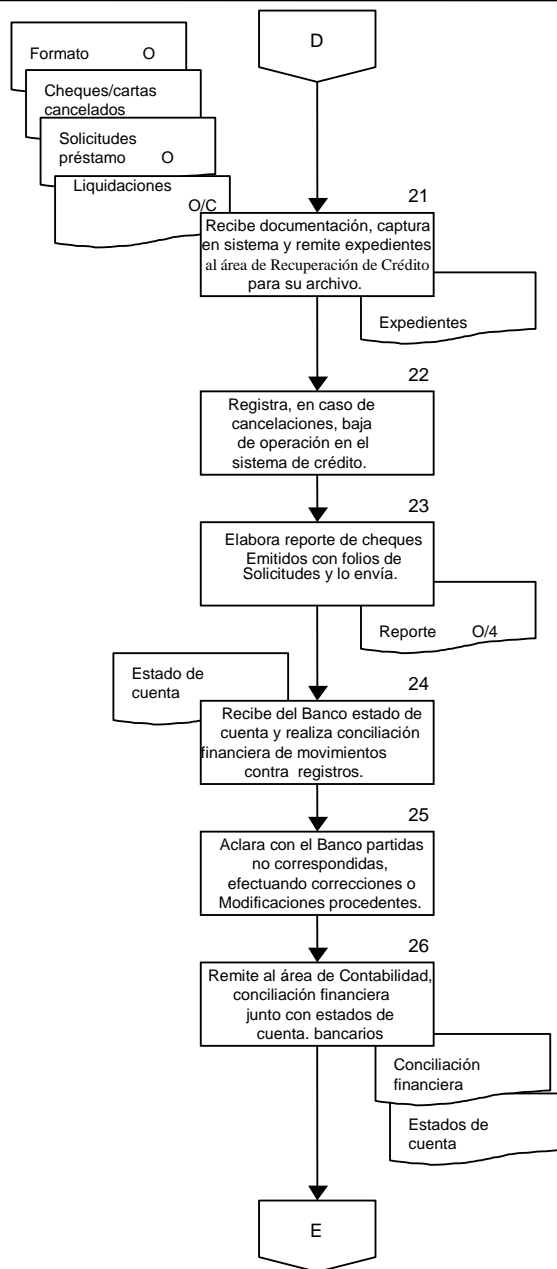 D
Formato O
Cheques/cartas
cancelados
Solicitudes
préstamo O
Liquidaciones
O/C
21
Recibe documentación, captura
en sistema y remite expedientes
al área de Recuperación de Crédito
para su archivo.
Expedientes
22
Registra, en caso de
cancelaciones, baja
de operación en el
sistema de crédito.
23
Elabora reporte de cheques
Emitidos con folios de
Solicitudes y lo envía.
Reporte O/4
Estado de
cuenta
24
Recibe del Banco estado de
cuenta y realiza conciliación
financiera de movimientos
contra registros.
25
Aclara con el Banco partidas
no correspondidas,
efectuando correcciones o
Modificaciones procedentes.
26
Remite al área de Contabilidad,
conciliación financiera
junto con estados de
cuenta. bancarios
Conciliación
financiera
Estados de
cuenta
E